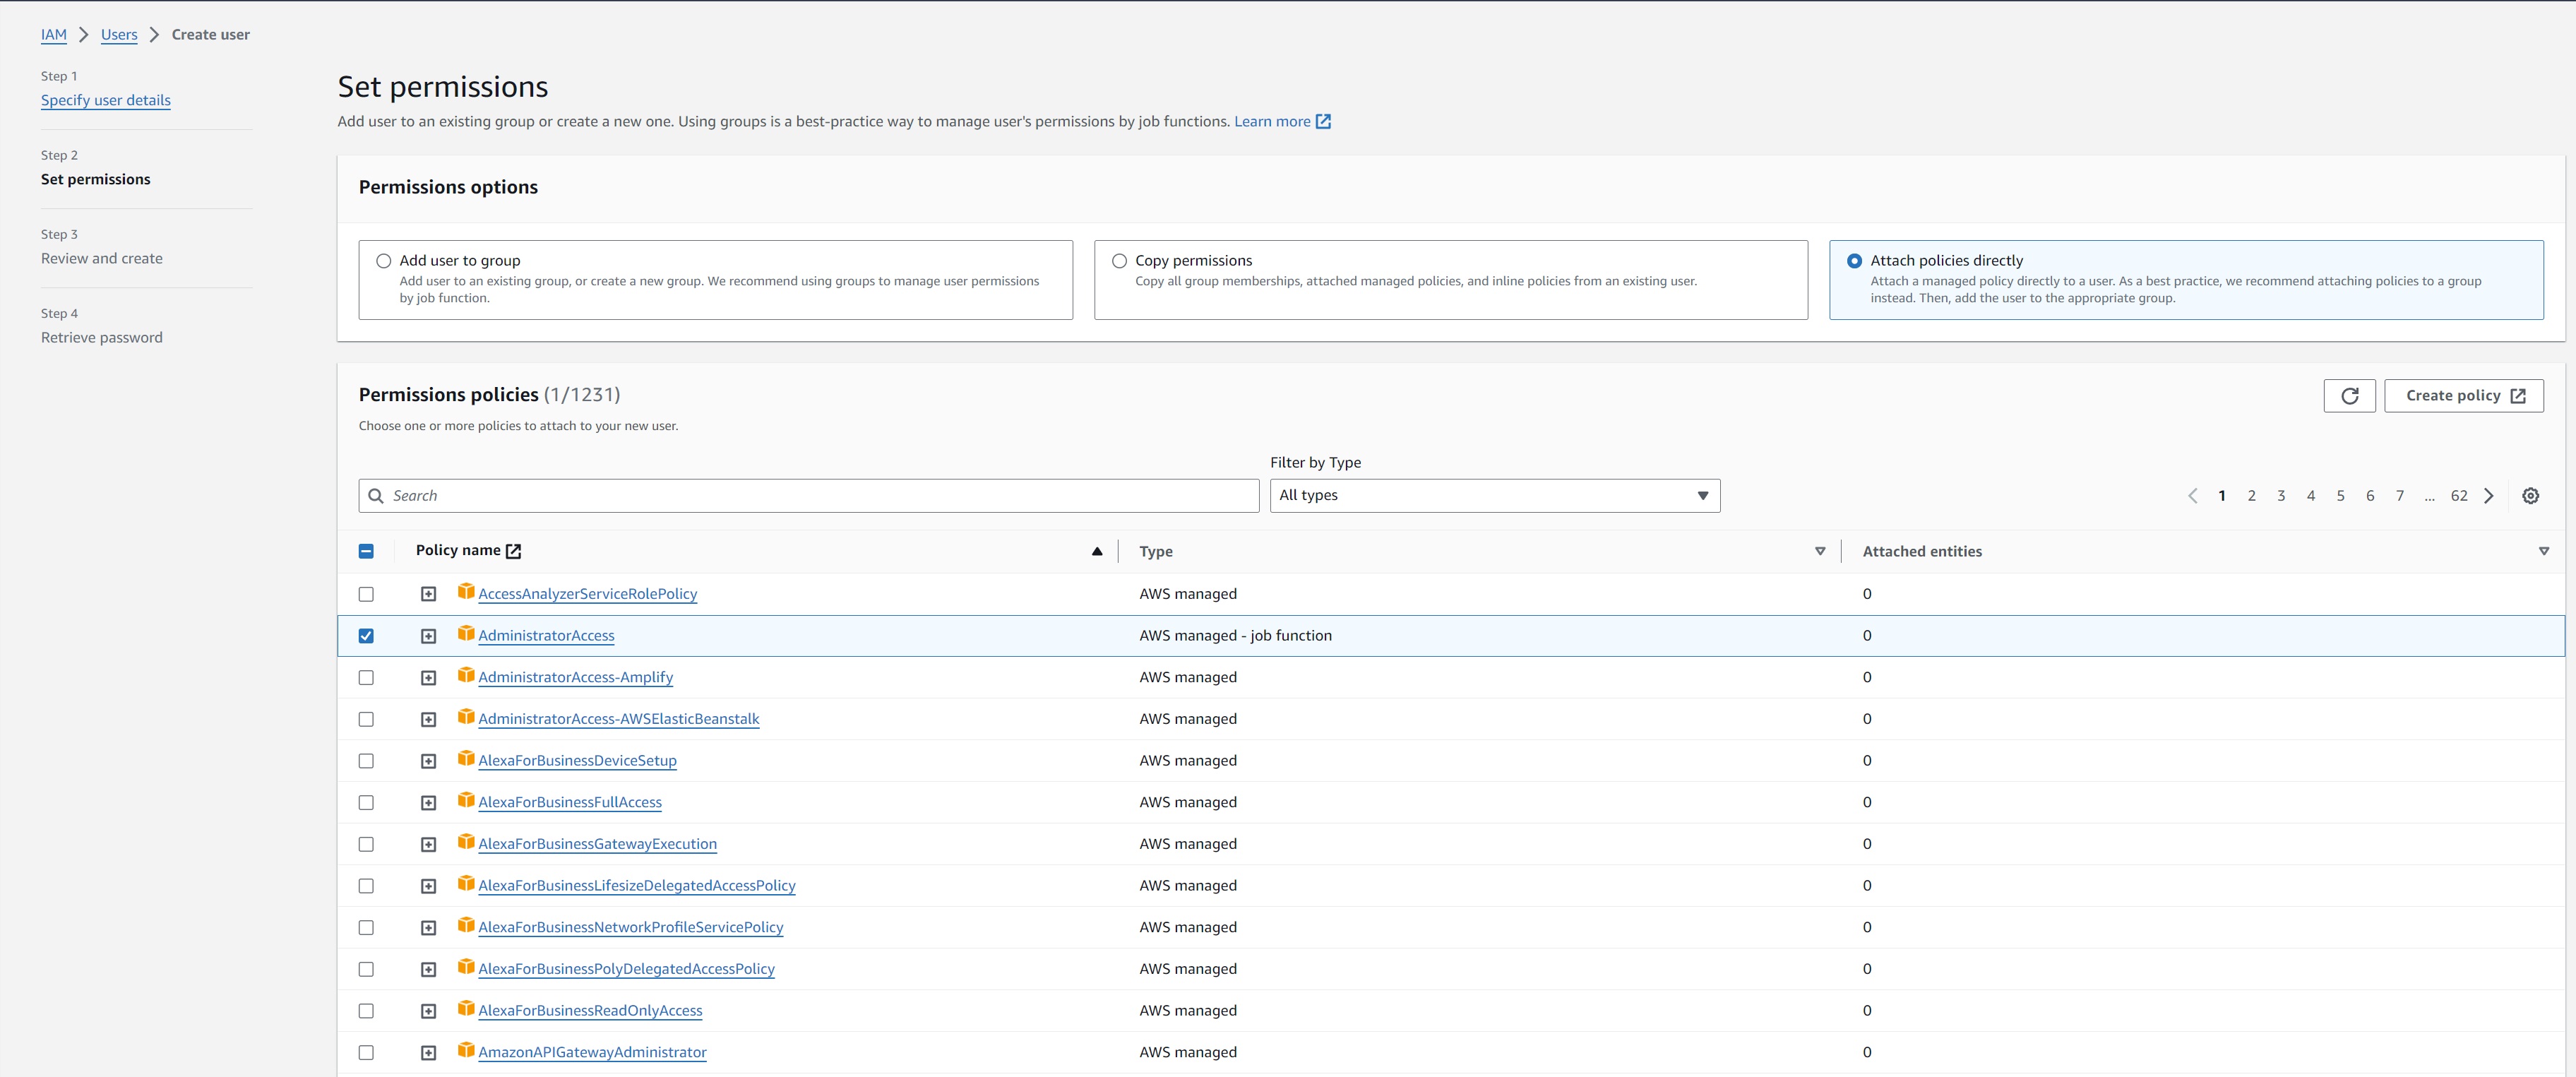 IAM > Users > Create user
Step 1
Specify user details
Step 2
Set permissions
Step 3
Review and create
Step 4
Retrieve password
Set permissions
Add user to an existing group or create a new one. Using groups is a best-practice way to manage user's permissions by job functions. Learn more
Permissions options
Add user to group
Add user to an existing group, or create a new group. We recommend using groups to manage user permissions
by job function.
Copy permissions
Copy all group memberships, attached managed policies, and inline policies from an existing user.
Attach policies directly
Attach a managed policy directly to a user. As a best practice, we recommend attaching policies to a group
instead. Then, add the user to the appropriate group.
Permissions policies (1/1231)
Create policy
Choose one or more policies to attach to your new user.
Filter by Type
Search
All types
1 2 3 4 5 6 7 ... 62
Policy name Type Attached entities
AccessAnalyzerServiceRolePolicy AWS managed 0
AdministratorAccess AWS managed - job function 0
AdministratorAccess-Amplify AWS managed 0
AdministratorAccess-AWSElasticBeanstalk AWS managed 0
AlexaForBusinessDeviceSetup AWS managed 0
AlexaForBusinessFullAccess AWS managed 0
AlexaForBusinessGatewayExecution AWS managed 0
AlexaForBusinessLifesizeDelegatedAccessPolicy AWS managed 0
AlexaForBusinessNetworkProfileServicePolicy AWS managed 0
AlexaForBusinessPolyDelegatedAccessPolicy AWS managed 0
AlexaForBusinessReadOnlyAccess AWS managed 0
AmazonAPIGatewayAdministrator AWS managed 0